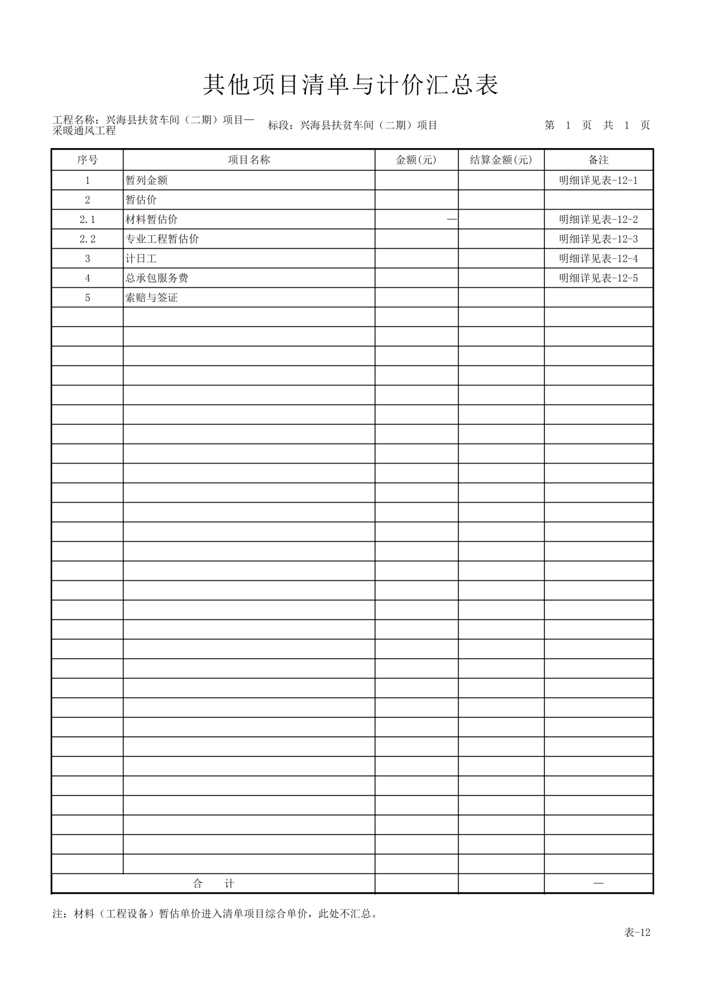 其他项目清单与计价汇总表
工程名称：兴海县扶贫车间（二期）项目—
采暖通风工程
标段：兴海县扶贫车间（二期）项目
第 1 页 共 1 页
序号 项目名称 金额(元) 结算金额(元) 备注
1 暂列金额 明细详见表-12-1
2 暂估价
2.1 材料暂估价 — 明细详见表-12-2
2.2 专业工程暂估价 明细详见表-12-3
3 计日工 明细详见表-12-4
4 总承包服务费 明细详见表-12-5
5 索赔与签证
合 计 —
注：材料（工程设备）暂估单价进入清单项目综合单价，此处不汇总。
表-12